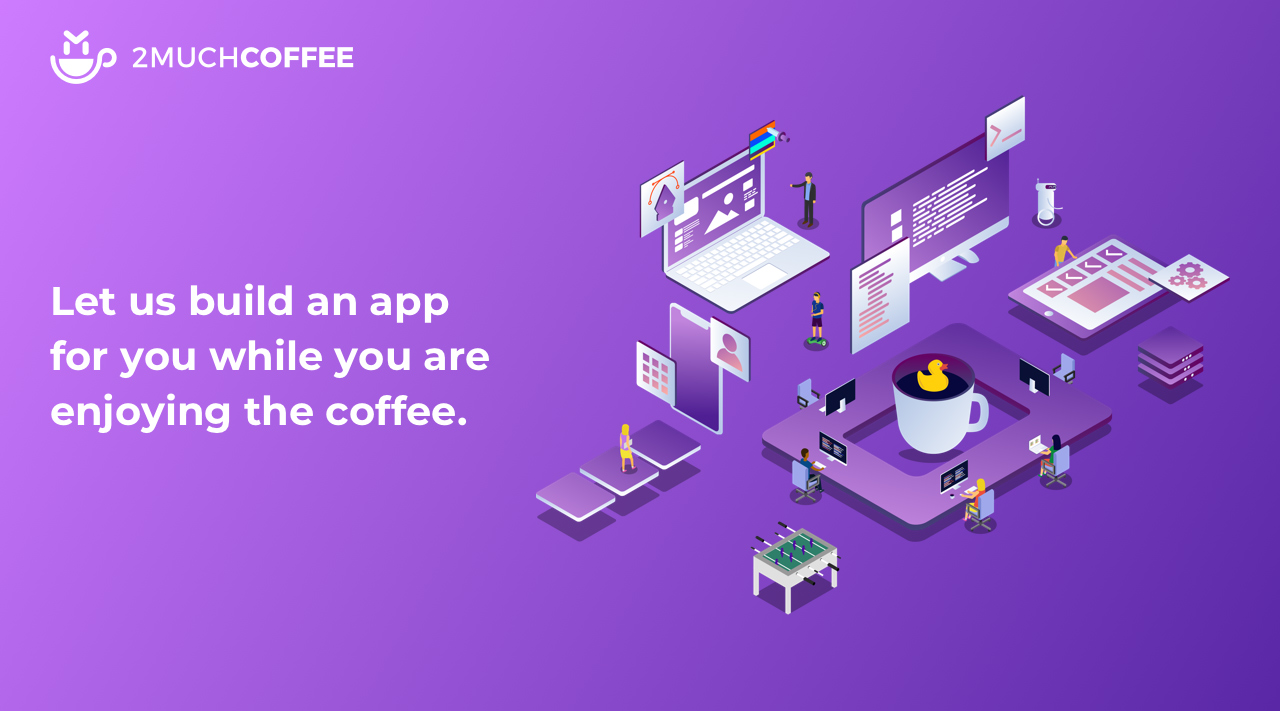 2MUCHCOFFEE
Let us build an app
for you while you are
enjoying the coffee.